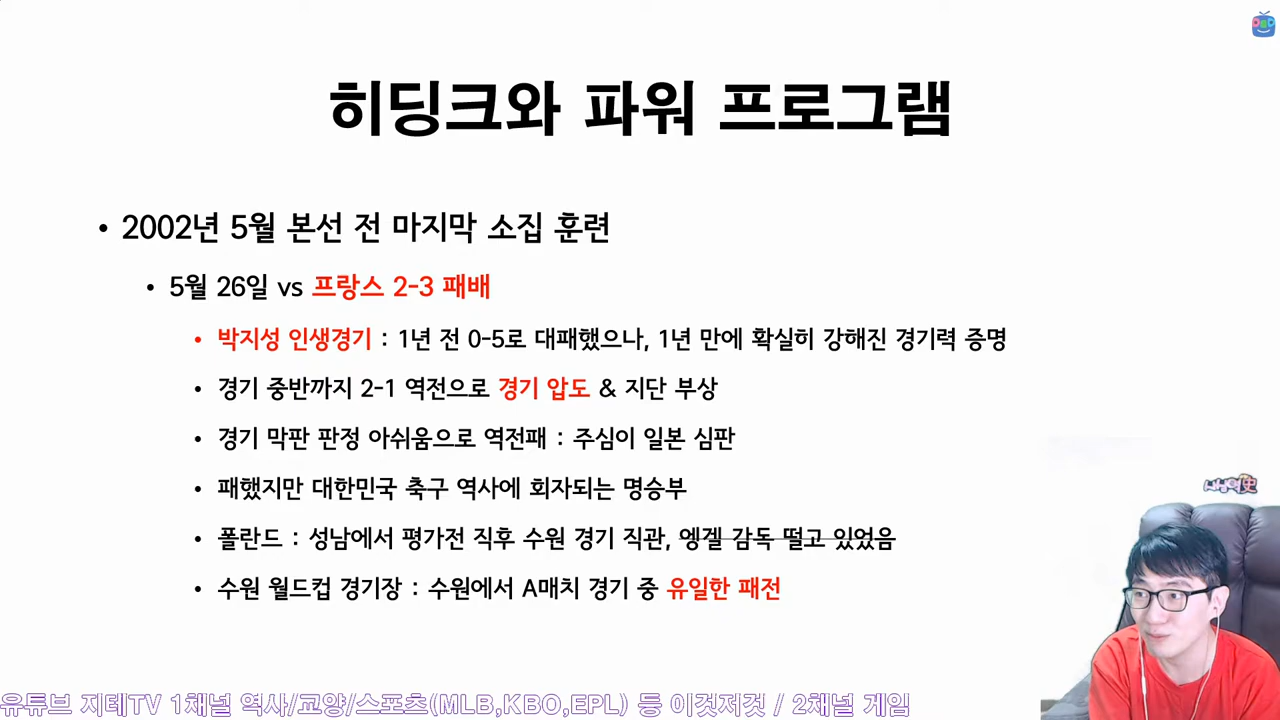 히딩크와 파워 프로그램
• 2002년 5월 본선 전 마지막 소집 훈련
• 5월 26일 vs 프랑스 2-3 패배
• 박지성 인생경기 : 1년 전 0-5로 대패했으나, 1년 만에 확실히 강해진 경기력 증명
• 경기 중반까지 2-1 역전으로 경기 압도 & 지단 부상
• 경기 막판 판정 아쉬움으로 역전패 : 주심이 일본 심판
• 패했지만 대한민국 축구 역사에 회자되는 명승부
• 폴란드 : 성남에서 평가전 직후 수원 경기 직관, 엥겔 감독 떨고 있었음
• 수원 월드컵 경기장 : 수원에서 A매치 경기 중 유일한 패전
유튜브 지테TV 1채널 역사/교양/스포츠(MLB,KBO,EPL) 등 이것저것 / 2채널 게임